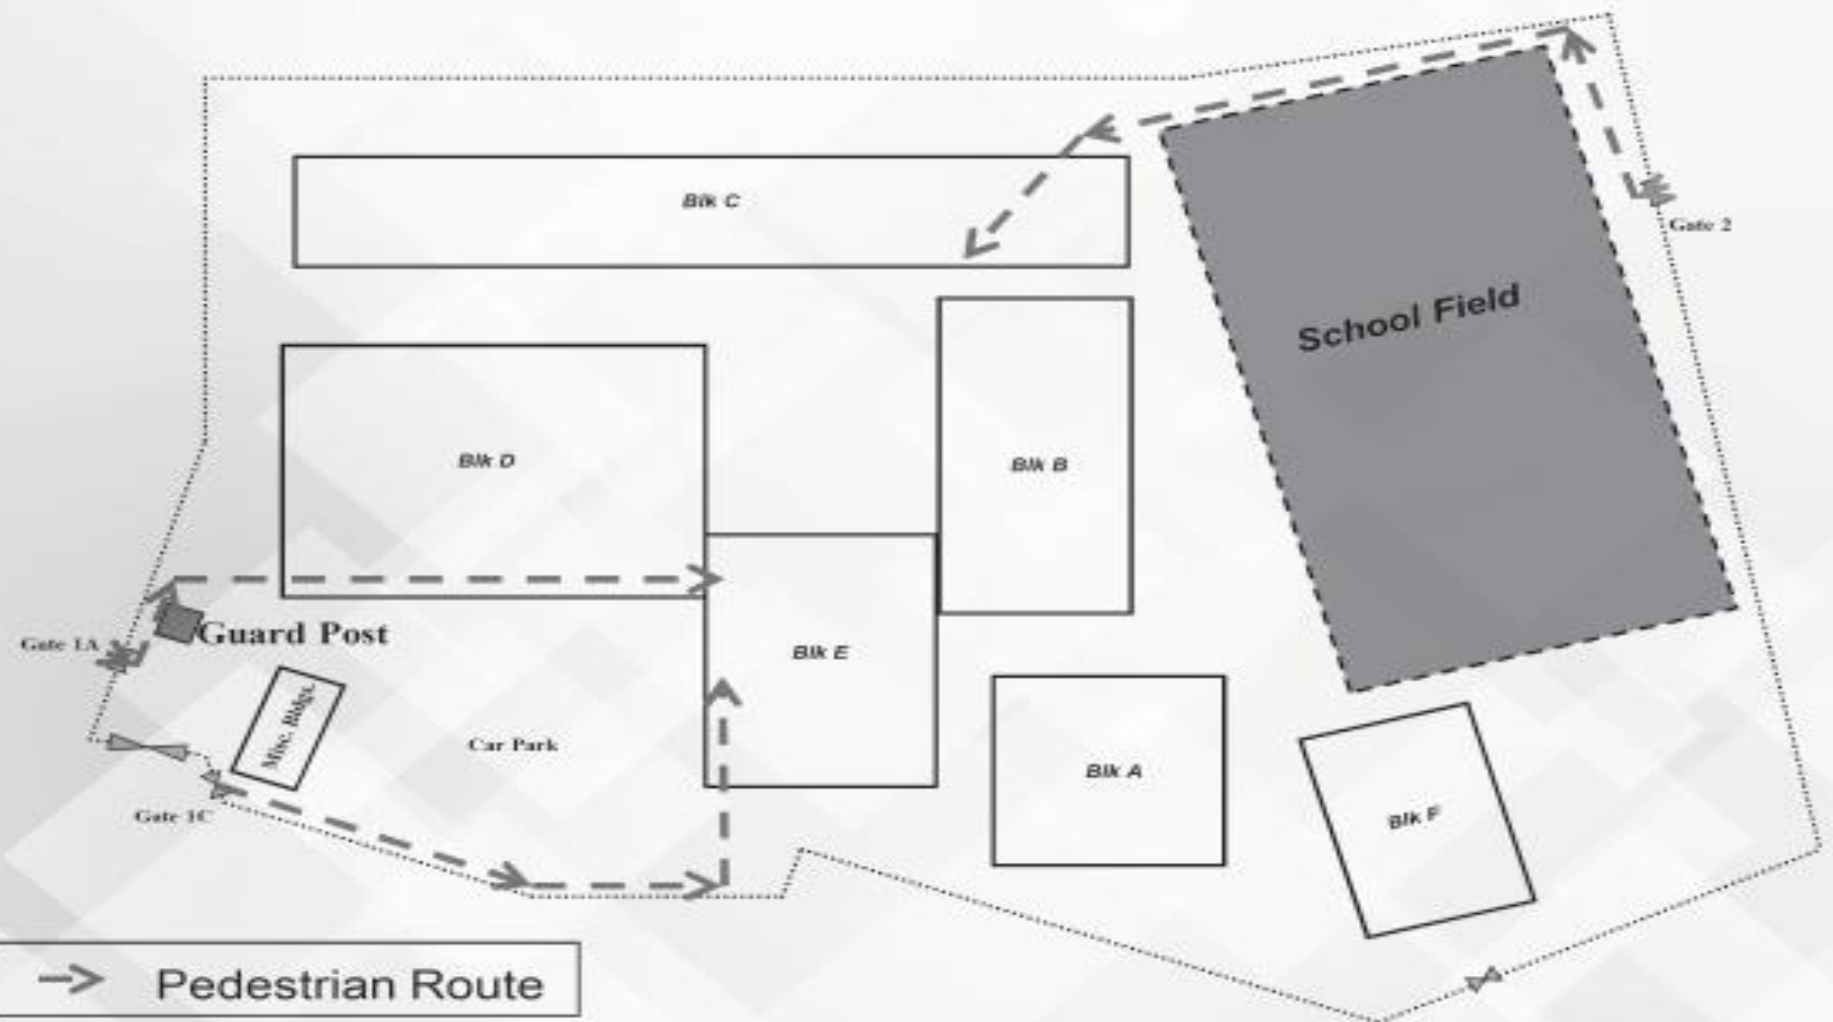 Blk C
Gate 2
School Field
Blk D
Blk B
Guard Post
Gate 1A
Blk E
Misc. Bldgs.
Car Park
Blk A
Gate 1C
Blk F
Pedestrian Route